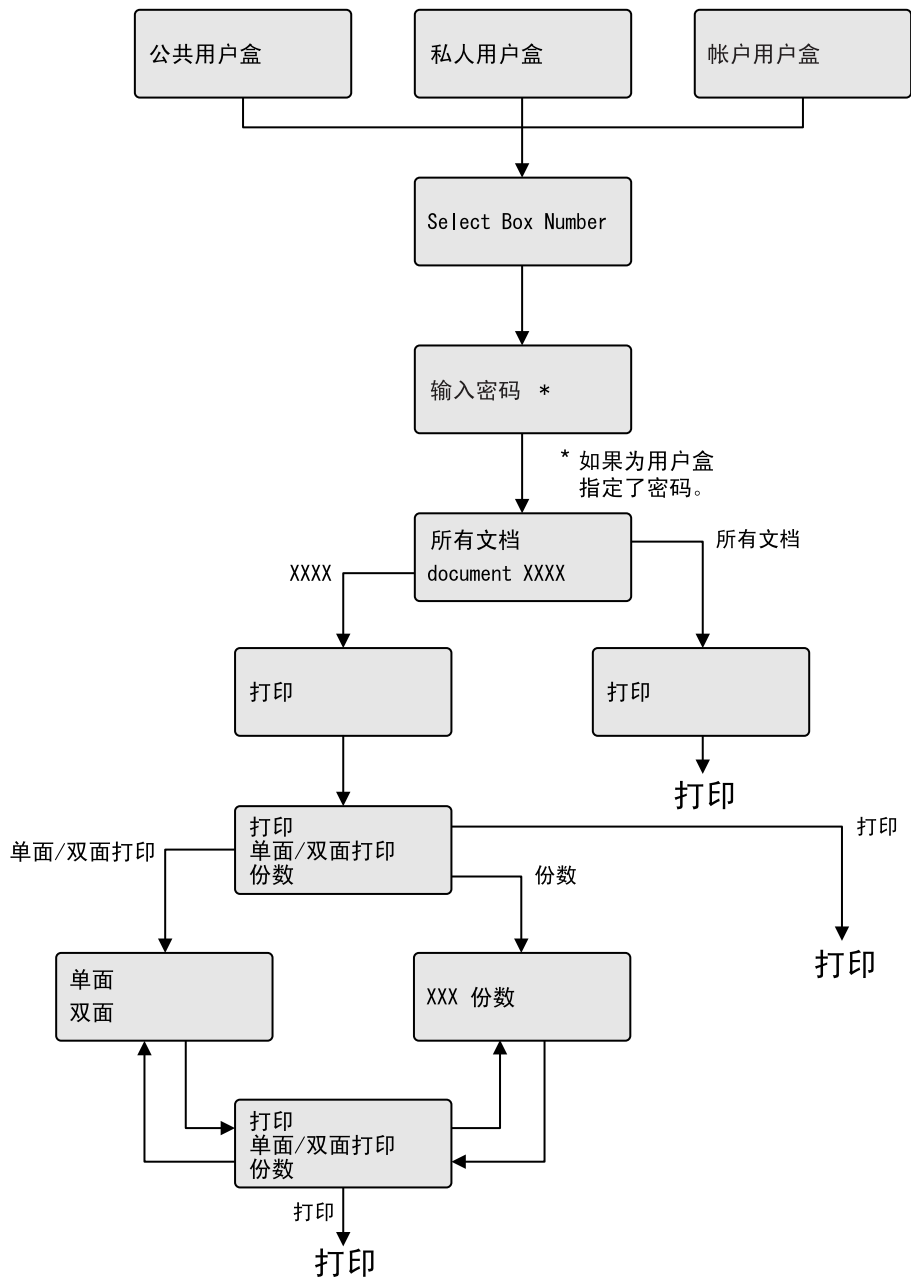 公共用户盒
私人用户盒
帐户用户盒
Select Box Number
输入密码 *
* 如果为用户盒
指定了密码。
所有文档
document XXXX
所有文档
XXXX
打印
打印
打印
打印
单面/双面打印
份数
打印
单面/双面打印
份数
打印
单面
双面
XXX 份数
打印
单面/双面打印
份数
打印
打印